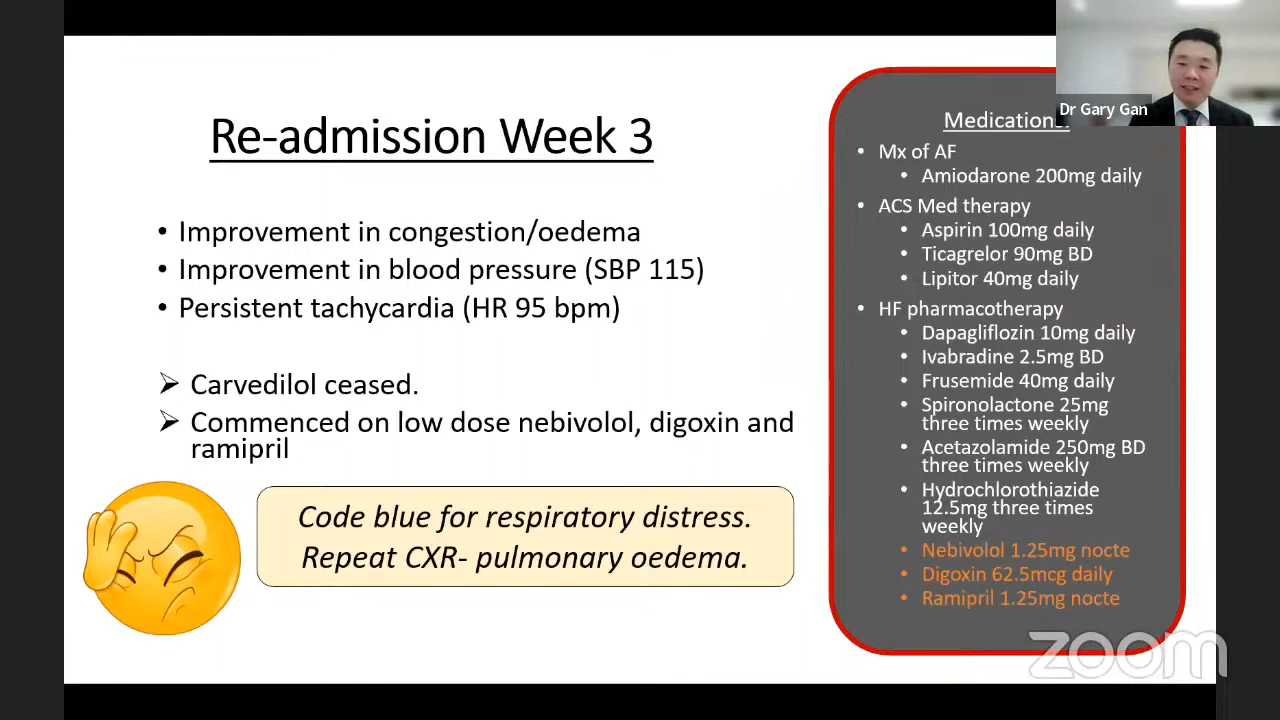 Re-admission Week 3
• Improvement in congestion/oedema
• Improvement in blood pressure (SBP 115)
• Persistent tachycardia (HR 95 bpm)
➢ Carvedilol ceased.
➢ Commenced on low dose nebivolol, digoxin and
ramipril
Code blue for respiratory distress.
Repeat CXR- pulmonary oedema.
Dr Gary Gan
Medications:
• Mx of AF
• Amiodarone 200mg daily
• ACS Med therapy
• Aspirin 100mg daily
• Ticagrelor 90mg BD
• Lipitor 40mg daily
• HF pharmacotherapy
• Dapagliflozin 10mg daily
• Ivabradine 2.5mg BD
• Frusemide 40mg daily
• Spironolactone 25mg
three times weekly
• Acetazolamide 250mg BD
three times weekly
• Hydrochlorothiazide
12.5mg three times
weekly
• Nebivolol 1.25mg nocte
• Digoxin 62.5mcg daily
• Ramipril 1.25mg nocte
zoom